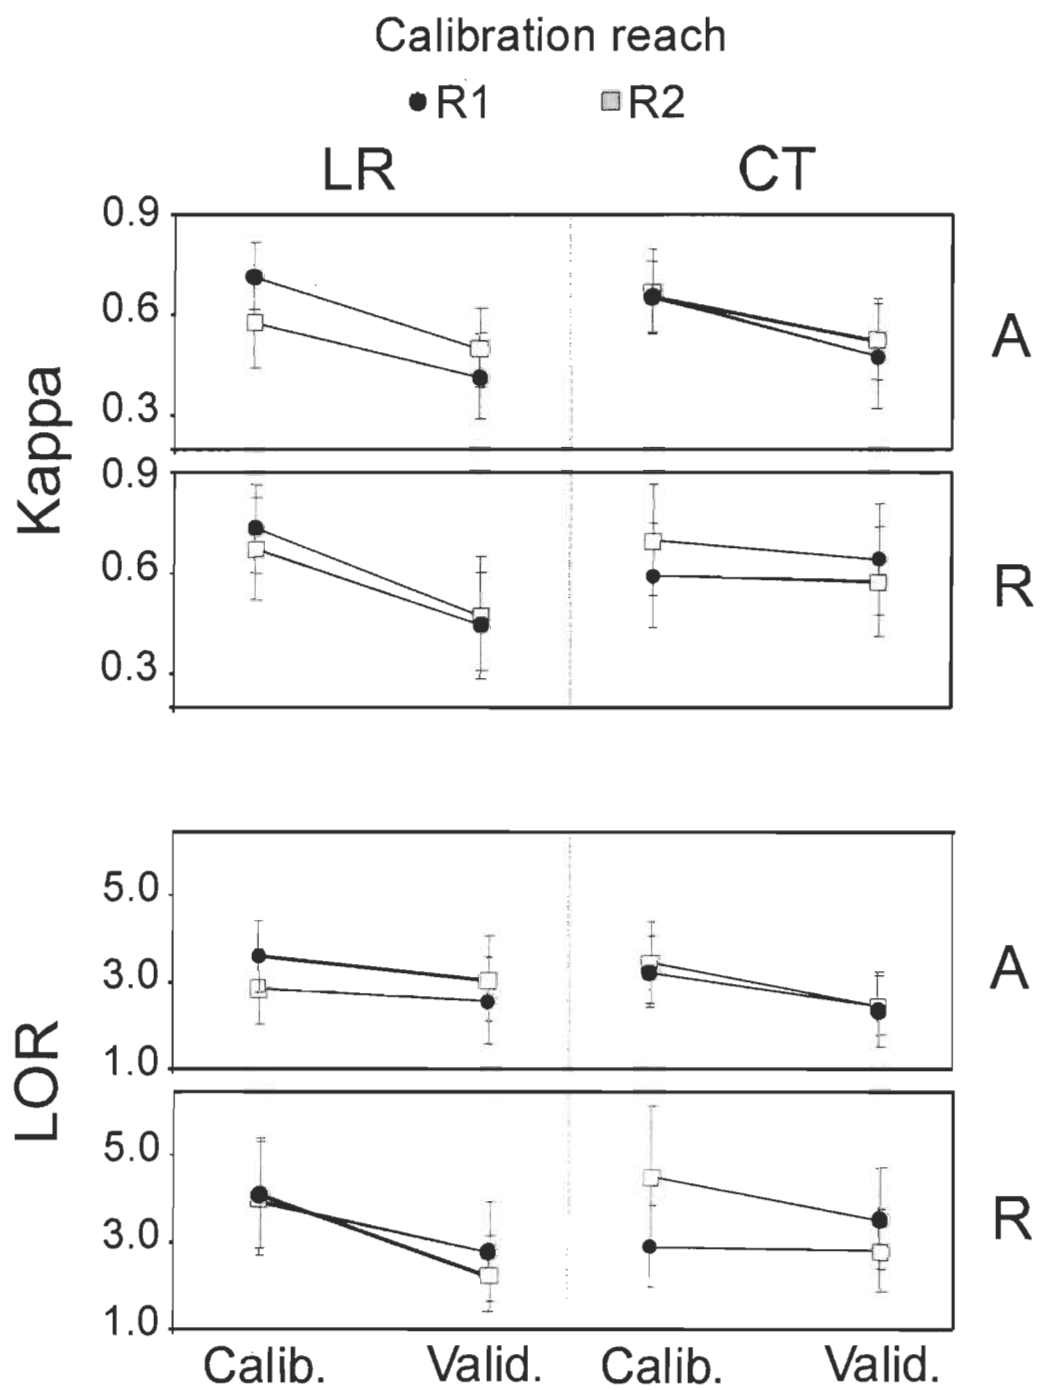 Calibration reach
R1 R2
LR CT
0.9
0.6
0.3
A
0.9
0.6
0.3
R
Kappa
5.0
3.0
1.0
A
5.0
3.0
1.0
R
LOR
Calib. Valid. Calib. Valid.